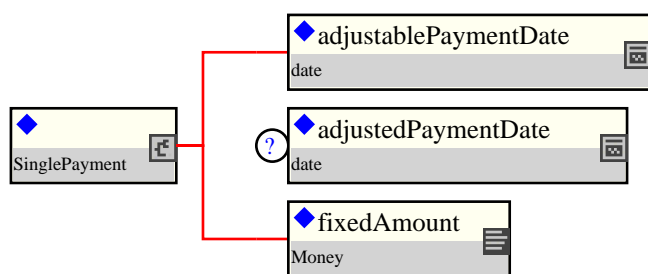 adjustablePaymentDate
date
SinglePayment
?
adjustedPaymentDate
date
fixedAmount
Money